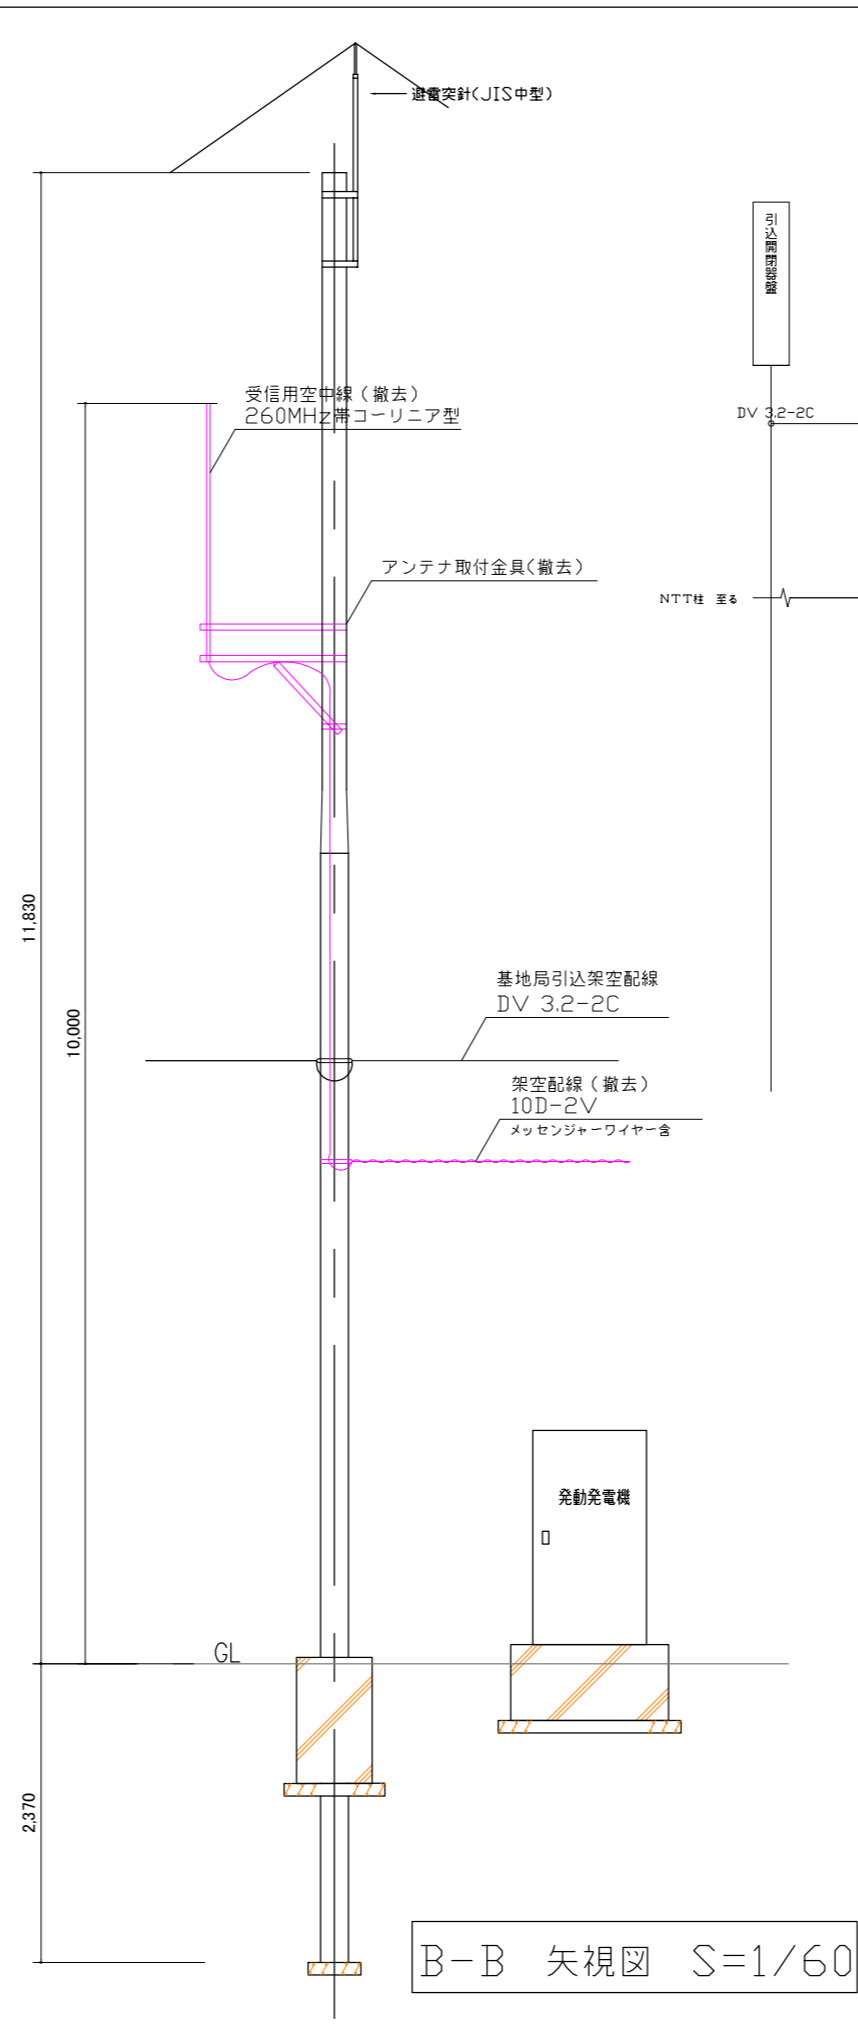 避雷突針(JIS中型)
引込開閉器盤
受信用空中線（撤去）
260MHz帯コーリニア型
DV 3.2-2C
アンテナ取付金具(撤去）
NTT柱 至る
11,830
10,000
基地局引込架空配線
DV 3.2-2C
架空配線（撤去）
10D-2V
メッセンジャーワイヤー含
発動発電機
GL
2,370
B-B 矢視図 S=1/60